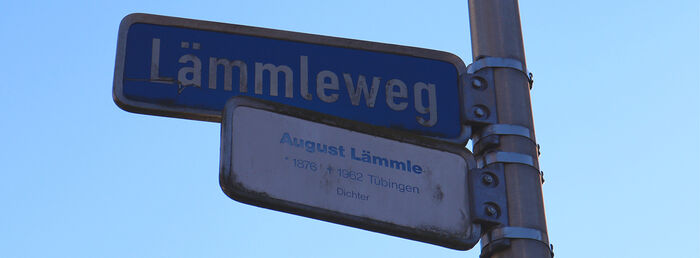 Lämmleweg
August Lämmle
* 1876 † 1962 Tübingen
Dichter